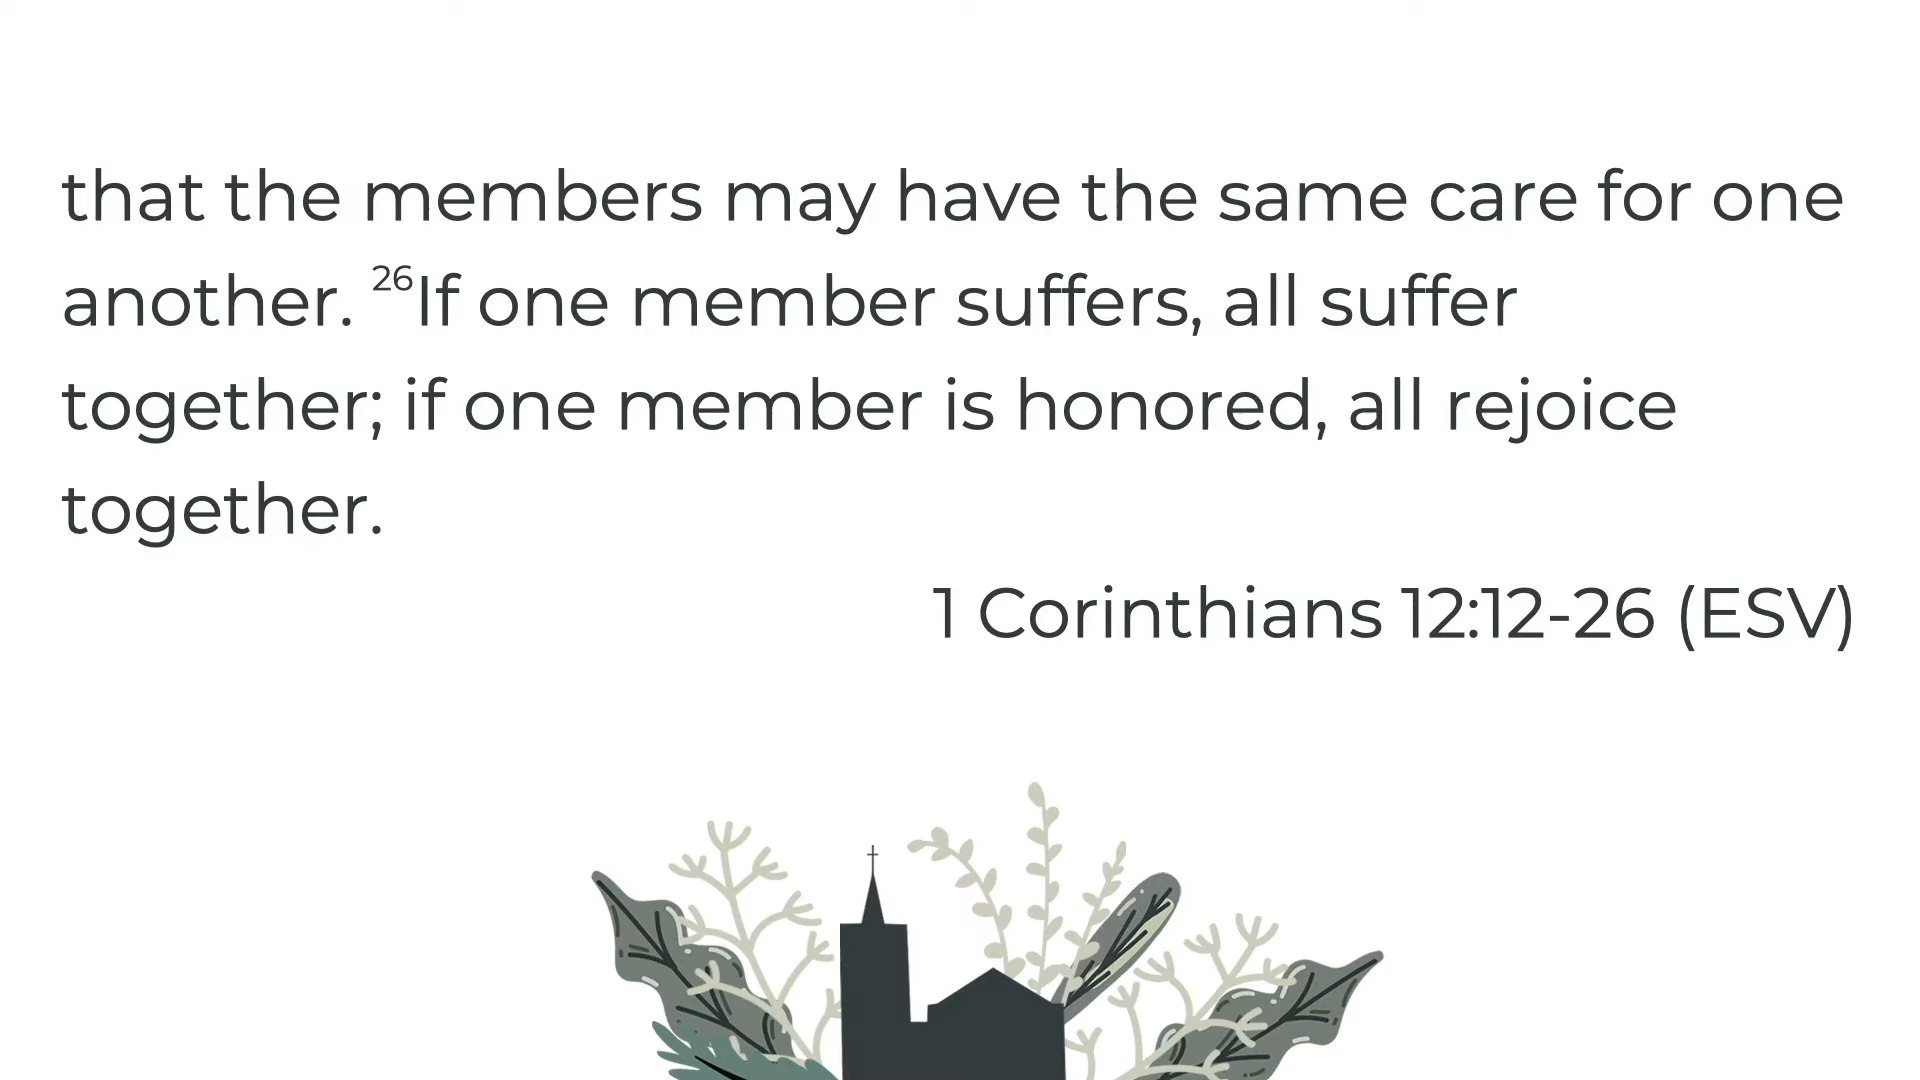 that the members may have the same care for one
another. ²⁶If one member suffers, all suffer
together; if one member is honored, all rejoice
together.
1 Corinthians 12:12-26 (ESV)